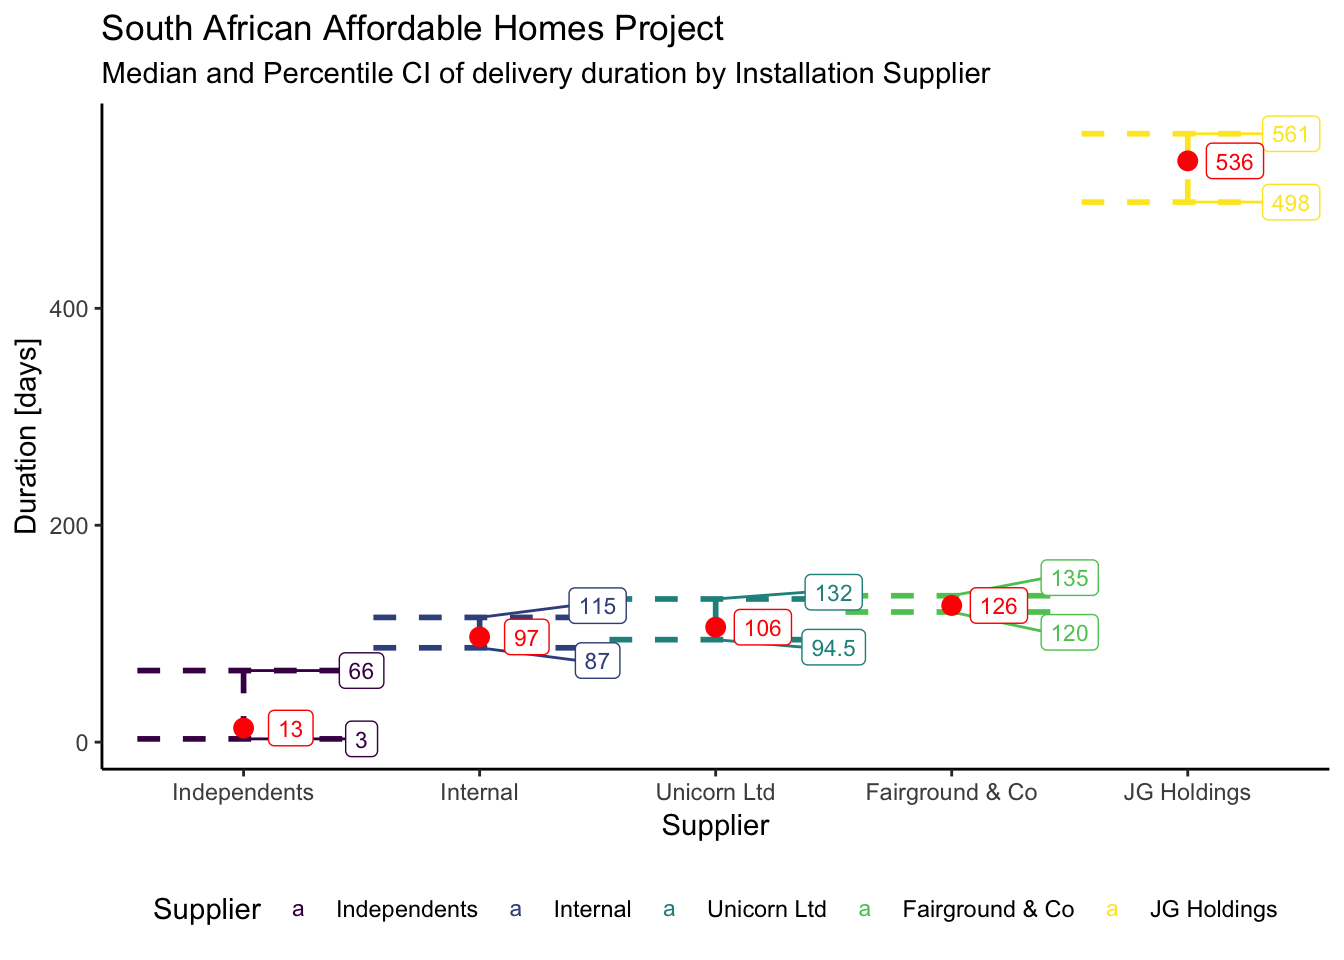 South African Affordable Homes Project
Median and Percentile CI of delivery duration by Installation Supplier
Duration [days]
400
200
0
561
536
498
135
126
120
132
106
94.5
115
97
87
66
13
3
Independents
Internal
Unicorn Ltd
Fairground & Co
JG Holdings
Supplier
Supplier a Independents a Internal a Unicorn Ltd a Fairground & Co a JG Holdings